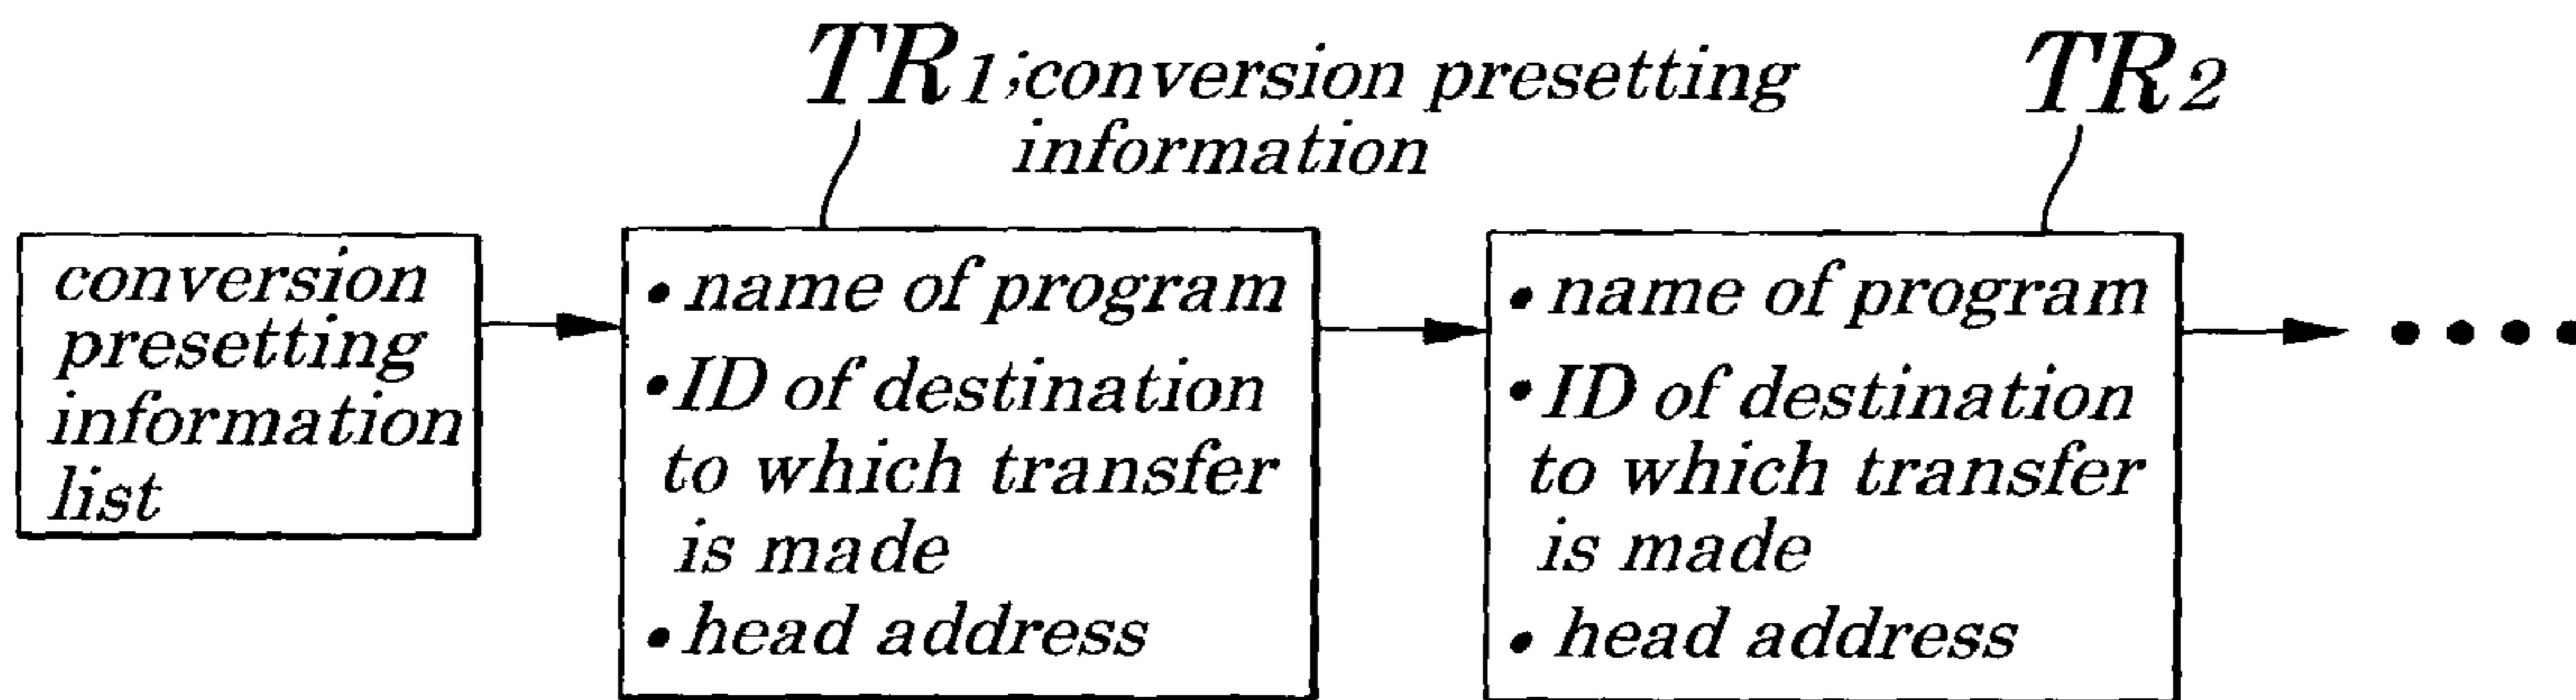 TR1;conversion presetting
information
TR2
conversion
presetting
information
list
•name of program
•ID of destination
to which transfer
is made
•head address
•name of program
•ID of destination
to which transfer
is made
•head address